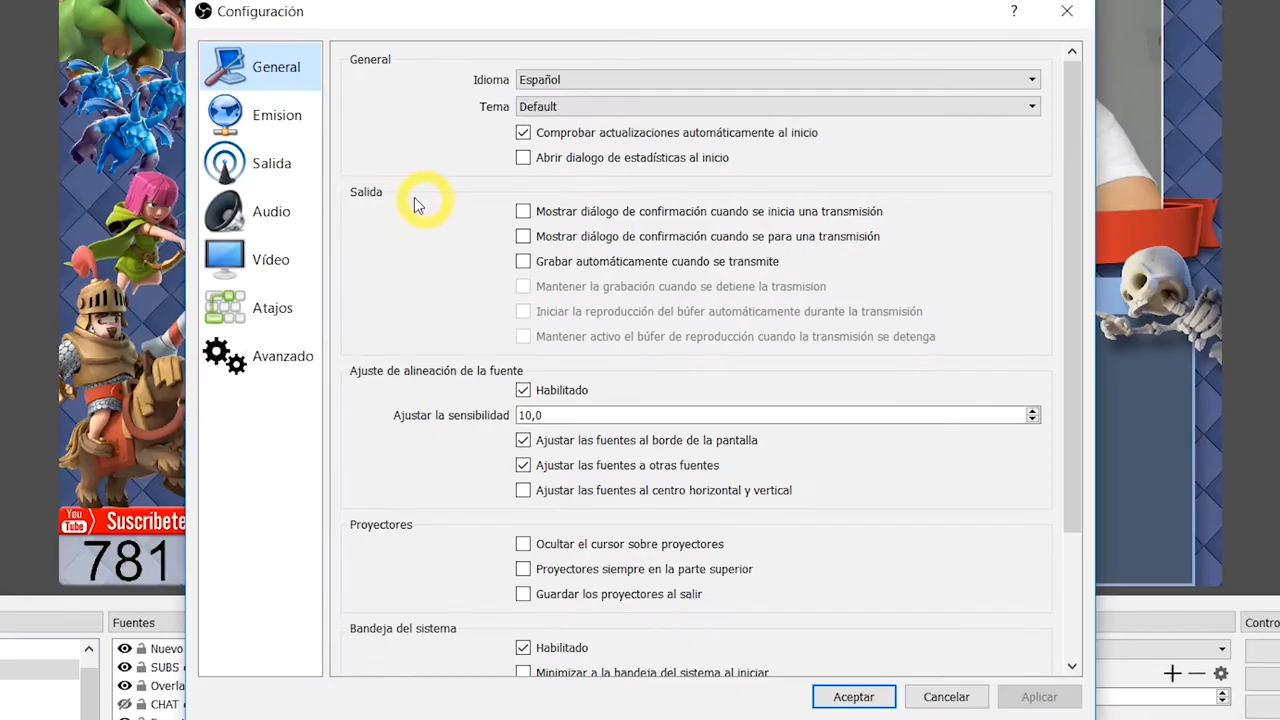 Configuración
?
General
Emision
Salida
Audio
Vídeo
Atajos
Avanzado
General
Idioma Español
Tema Default
Comprobar actualizaciones automáticamente al inicio
Abrir dialogo de estadísticas al inicio
Salida
Mostrar diálogo de confirmación cuando se inicia una transmisión
Mostrar diálogo de confirmación cuando se para una transmisión
Grabar automáticamente cuando se transmite
Mantener la grabación cuando se detiene la trasmision
Iniciar la reproducción del búfer automáticamente durante la transmisión
Mantener activo el búfer de reproducción cuando la transmisión se detenga
Ajuste de alineación de la fuente
Habilitado
Ajustar la sensibilidad 10,0
Ajustar las fuentes al borde de la pantalla
Ajustar las fuentes a otras fuentes
Ajustar las fuentes al centro horizontal y vertical
Proyectores
Ocultar el cursor sobre proyectores
Proyectores siempre en la parte superior
Guardar los proyectores al salir
Bandeja del sistema
Habilitado
Minimizar a la bandeja del sistema al iniciar
Aceptar Cancelar Aplicar
You Tube Suscríbete
781
Fuentes
Nuevo
SUBS
Overla
CHAT
Contro